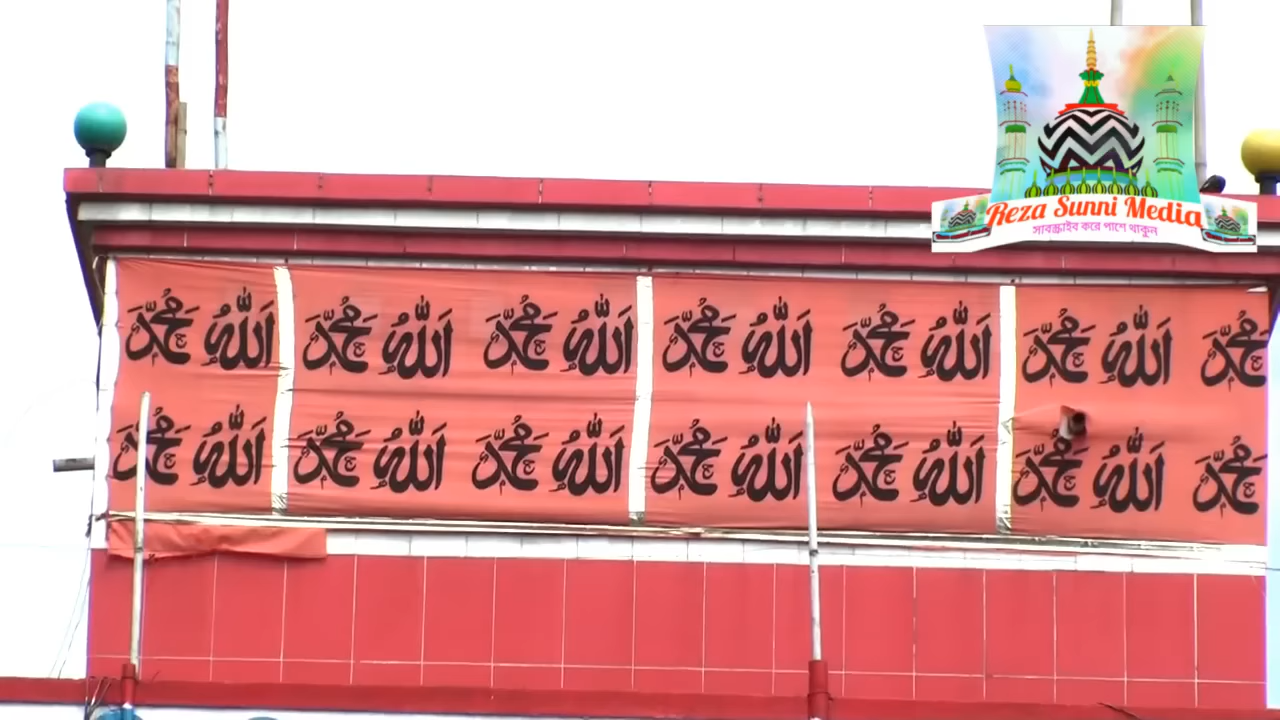 Reza Sunni Media
সাবস্ক্রাইব করে পাশে থাকুন
محمد الله محمد الله محمد الله محمد الله محمد الله محمد الله محمد
محمد الله محمد الله محمد الله محمد الله محمد الله محمد الله محمد